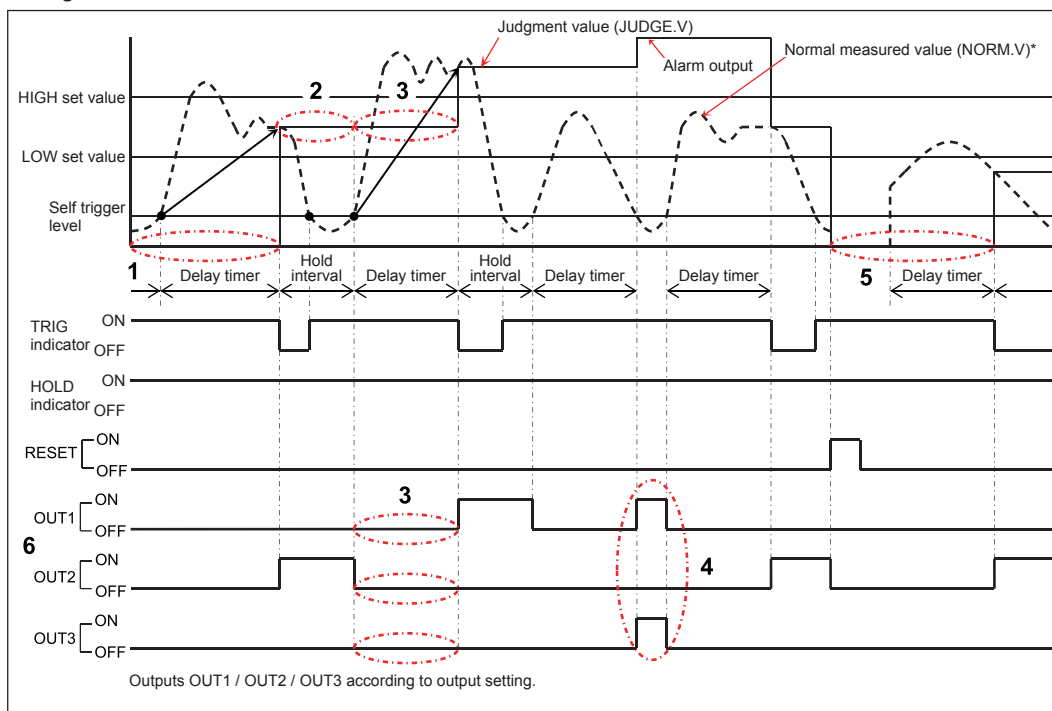 Judgment value (JUDGE.V)
Normal measured value (NORM.V)*
Alarm output
HIGH set value
2
3
LOW set value
Self trigger
level
1
5
Delay timer
Hold
interval
Delay timer
Hold
interval
Delay timer
Delay timer
Delay timer
TRIG
indicator
ON
OFF
HOLD
indicator
ON
OFF
RESET
ON
OFF
3
OUT1
ON
OFF
6
4
OUT2
ON
OFF
OUT3
ON
OFF
Outputs OUT1 / OUT2 / OUT3 according to output setting.